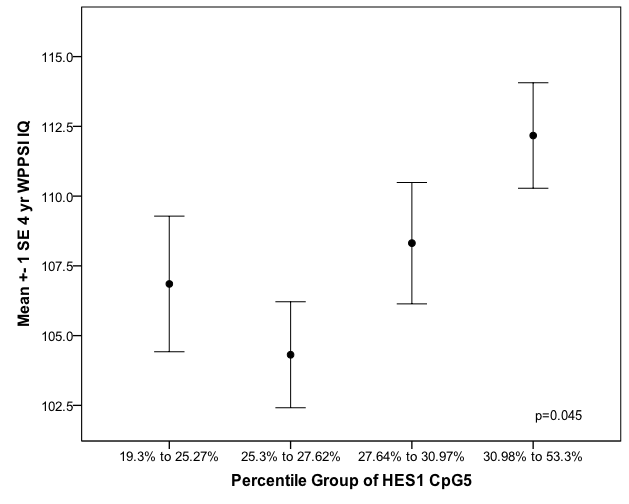 Mean +- 1 SE 4 yr WPPSI IQ
115.0
112.5
110.0
107.5
105.0
102.5
p=0.045
19.3% to 25.27% 25.3% to 27.62% 27.64% to 30.97% 30.98% to 53.3%
Percentile Group of HES1 CpG5